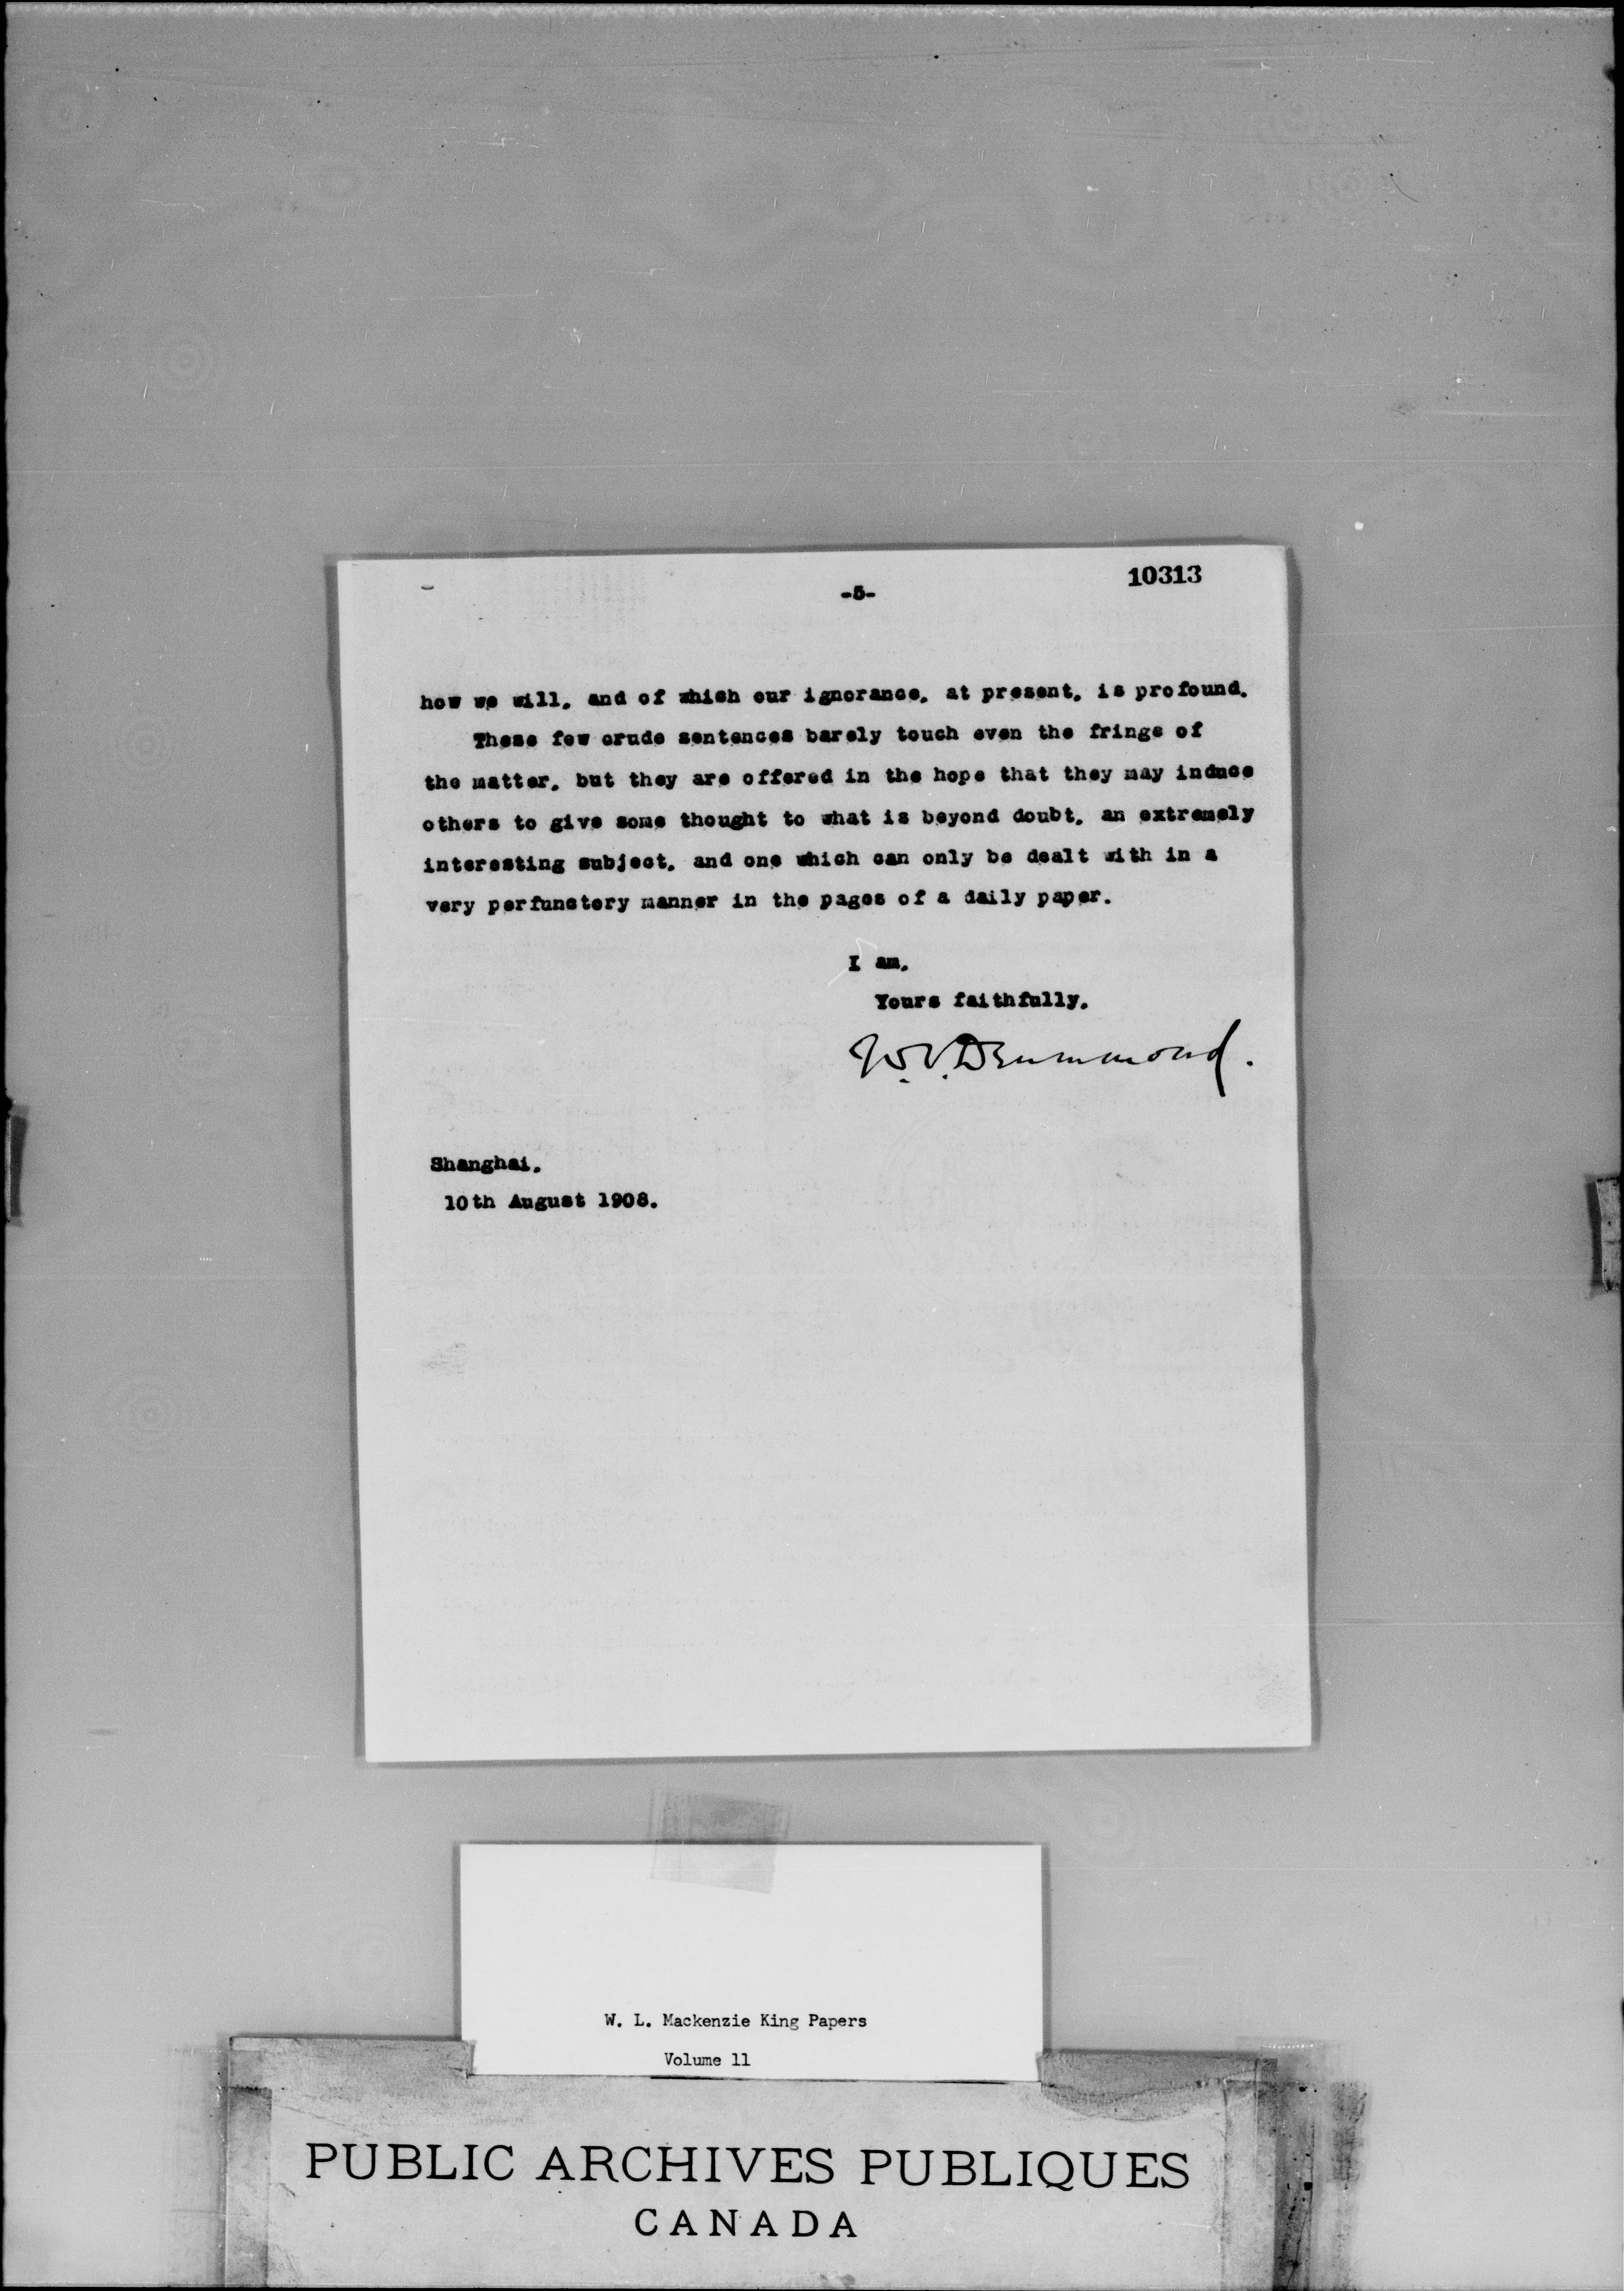 10313
-5-
how we will, and of which our ignorance, at present, is profound.
These few crude sentences barely touch even the fringe of
the matter, but they are offered in the hope that they may induce
others to give some thought to what is beyond doubt, an extremely
interesting subject, and one which can only be dealt with in a
very perfunctory manner in the pages of a daily paper.
I am,
Yours faithfully,
W.V.Drummond.
Shanghai,
10th August 1908.
W. L. Mackenzie King Papers
Volume 11
PUBLIC ARCHIVES PUBLIQUES
CANADA